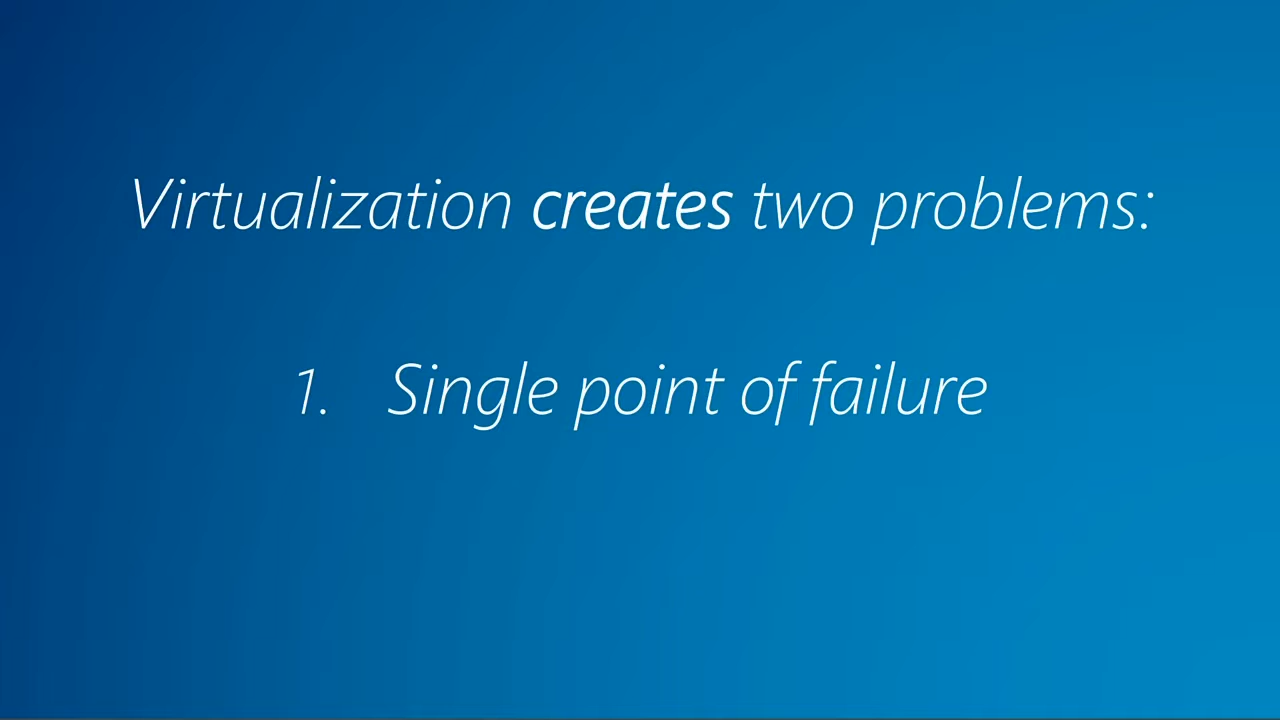 Virtualization creates two problems:
1. Single point of failure